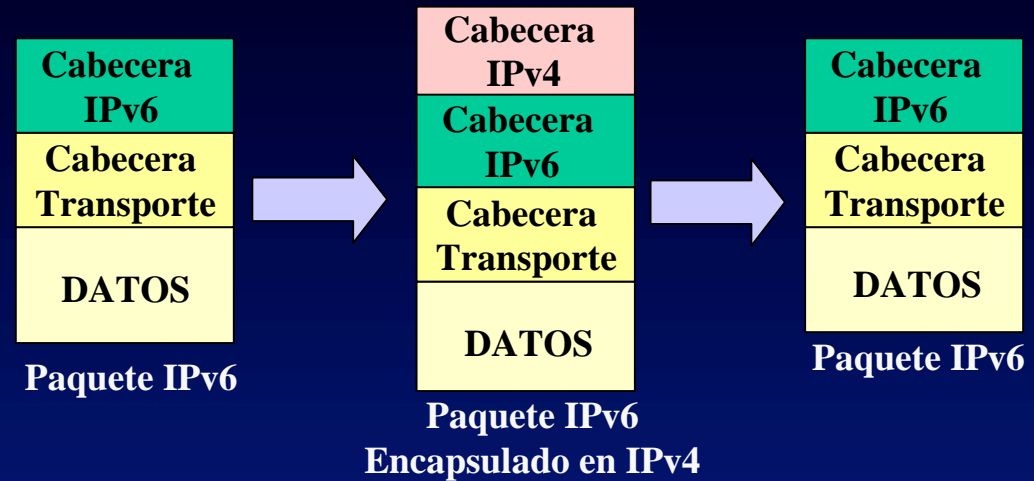 Cabecera
IPv6
Cabecera
Transporte
DATOS
Paquete IPv6
Cabecera
IPv4
Cabecera
IPv6
Cabecera
Transporte
DATOS
Paquete IPv6
Encapsulado en IPv4
Cabecera
IPv6
Cabecera
Transporte
DATOS
Paquete IPv6